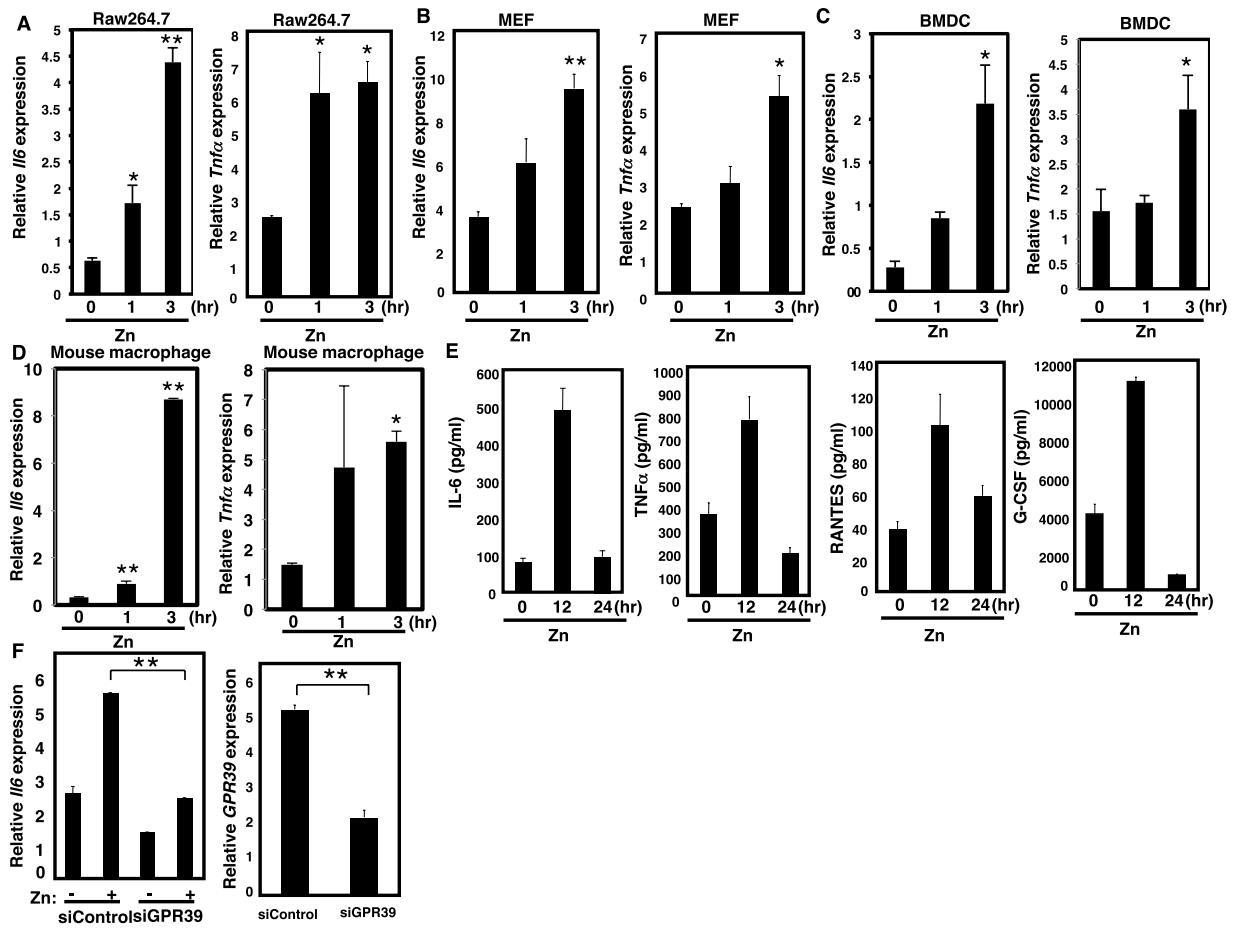 A
Raw264.7
Relative Il6 expression
5
4.5
4
3.5
3
2.5
2
1.5
1
0.5
0
*
**
0 1 3 (hr)
Zn
Raw264.7
Relative Tnfα expression
8
7
6
5
4
3
2
1
0
*
*
0 1 3 (hr)
Zn
B
MEF
Relative Il6 expression
12
10
8
6
4
2
0
**
0 1 3 (hr)
Zn
MEF
Relative Tnfα expression
7
6
5
4
3
2
1
0
*
0 1 3 (hr)
Zn
C
BMDC
Relative Il6 expression
3
2.5
2
1.5
1
0.5
00
*
0 1 3 (hr)
Zn
BMDC
Relative Tnfα expression
5
4.5
4
3.5
3
2.5
2
1.5
1
0.5
0
*
0 1 3 (hr)
Zn
D
Mouse macrophage
Relative Il6 expression
10
8
6
4
2
0
**
**
0 1 3 (hr)
Zn
Mouse macrophage
Relative Tnfα expression
8
7
6
5
4
3
2
1
0
*
0 1 3 (hr)
Zn
E
IL-6 (pg/ml)
600
500
400
300
200
100
0
0 12 24 (hr)
Zn
TNFα (pg/ml)
1000
900
800
700
600
500
400
300
200
100
0
0 12 24 (hr)
Zn
RANTES (pg/ml)
140
120
100
80
60
40
20
0
0 12 24 (hr)
Zn
G-CSF (pg/ml)
12000
10000
8000
6000
4000
2000
0
0 12 24 (hr)
Zn
F
Relative Il6 expression
6
5
4
3
2
1
0
**
Zn: - + - +
siControl siGPR39
Relative GPR39 expression
6
5
4
3
2
1
0
**
siControl siGPR39